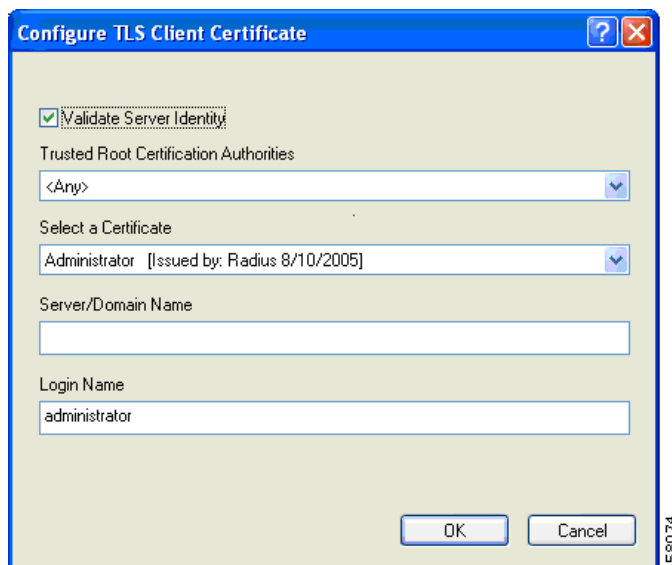 Configure TLS Client Certificate
Validate Server Identity
Trusted Root Certification Authorities
<Any>
Select a Certificate
Administrator [Issued by: Radius 8/10/2005]
Server/Domain Name
Login Name
administrator
OK
Cancel